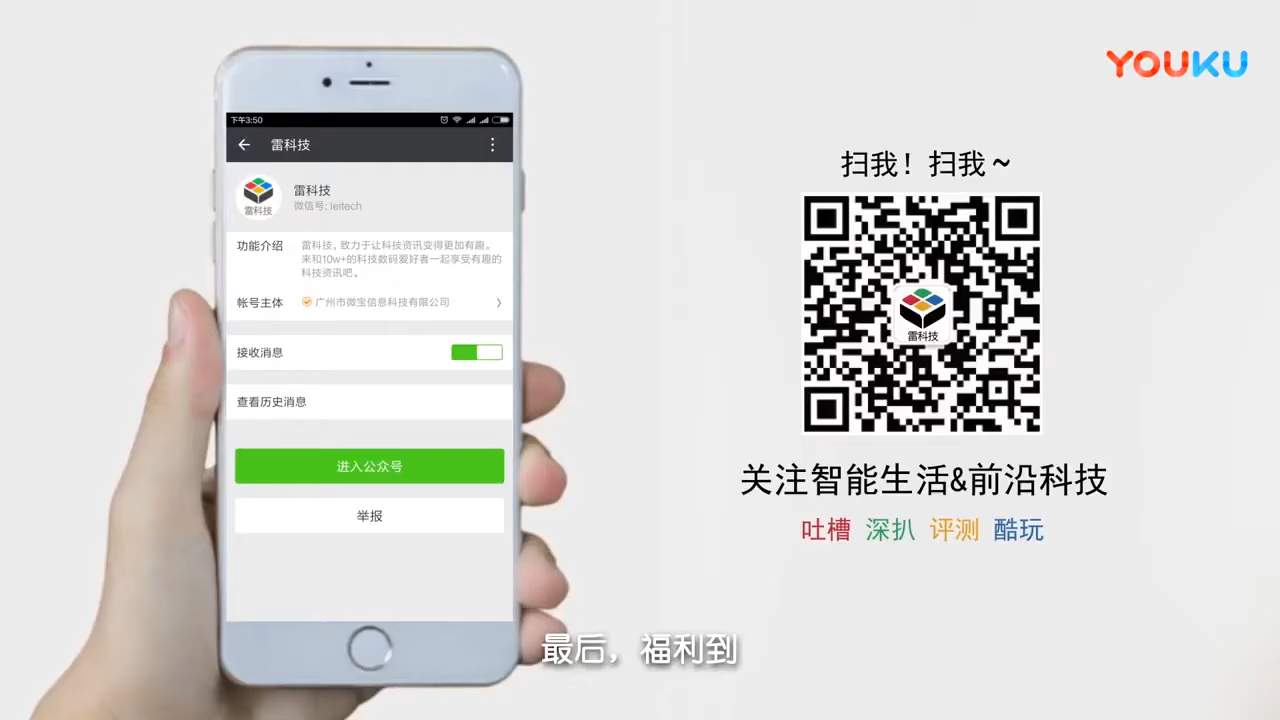 YOUKU
下午3:50
雷科技
雷科技
雷科技
微信号: leitech
功能介绍
雷科技，致力于让科技资讯变得更加有趣。
来和10w+的科技数码爱好者一起享受有趣的
科技资讯吧。
帐号主体
广州市微宝信息科技有限公司
接收消息
查看历史消息
进入公众号
举报
扫我！扫我～
雷科技
关注智能生活&前沿科技
吐槽 深扒 评测 酷玩
最后，福利到